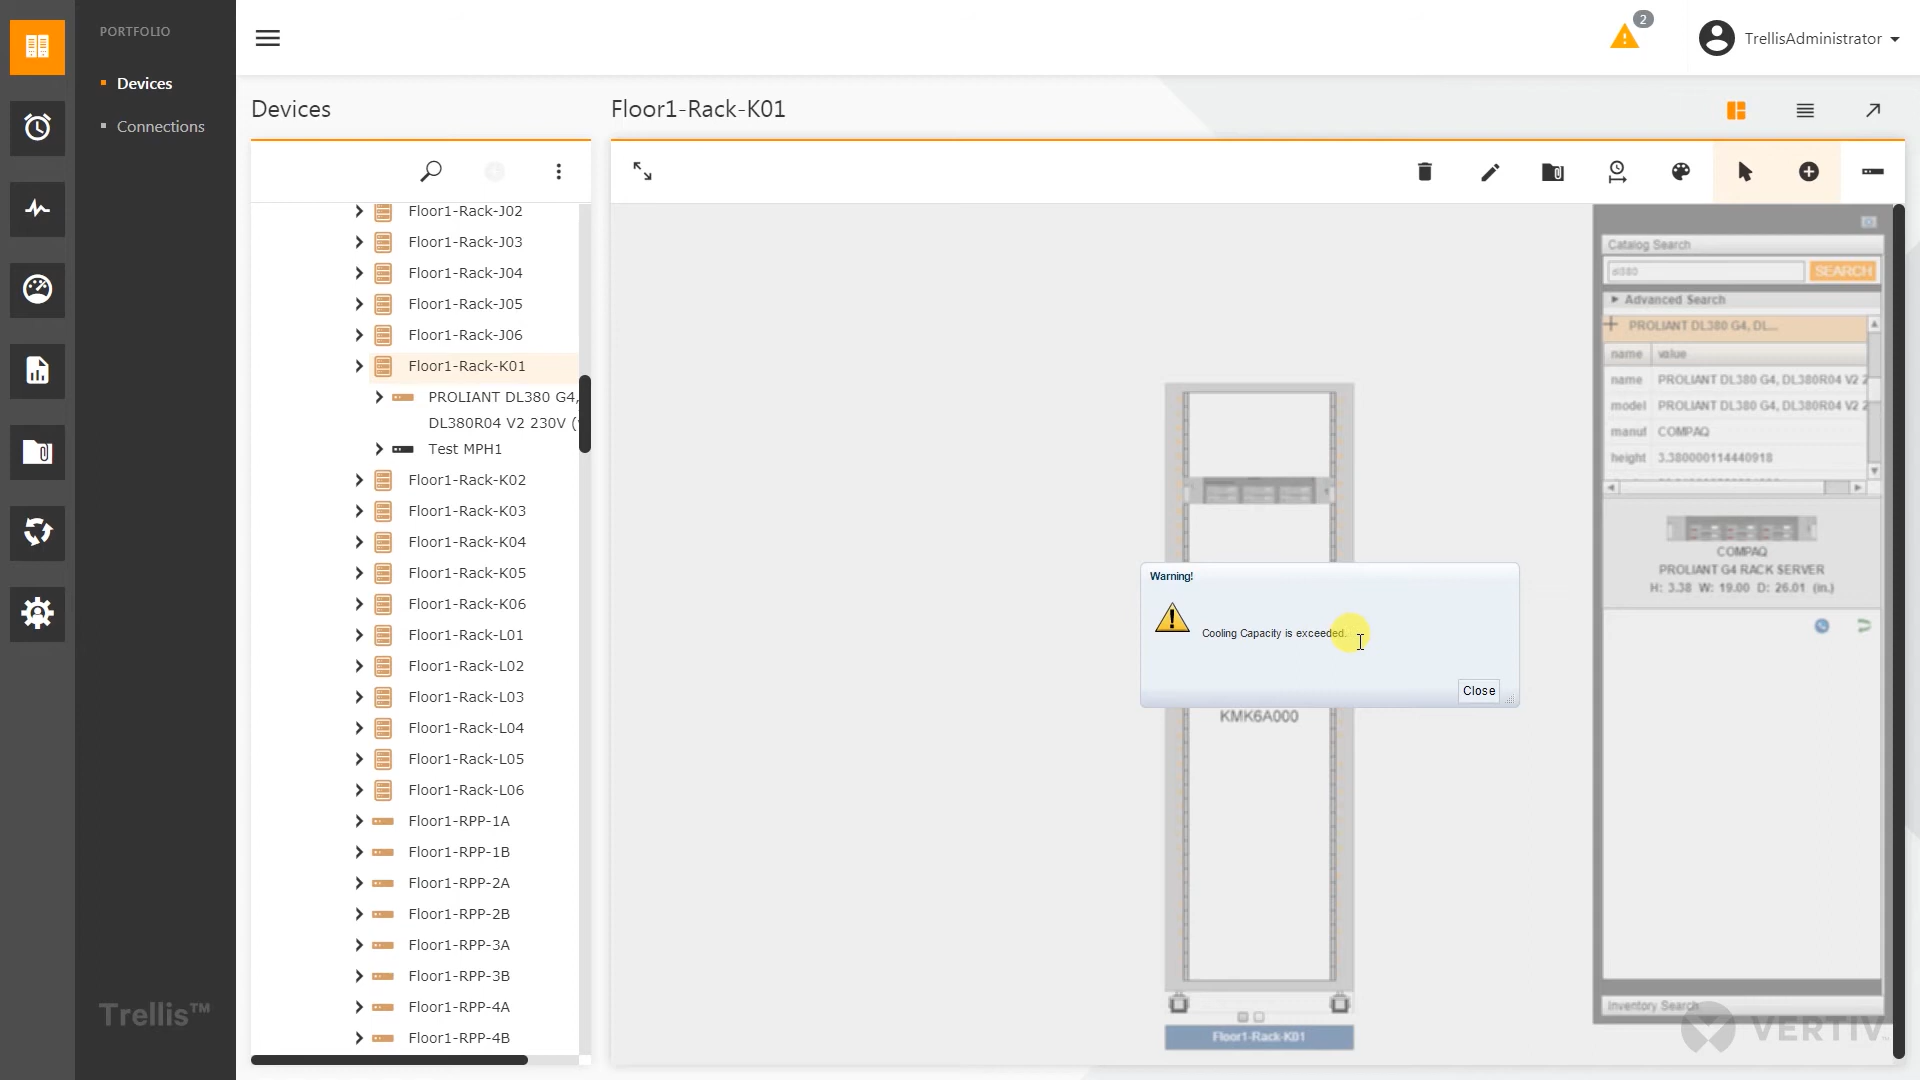 PORTFOLIO
Devices
Connections
Trellis™
2
TrellisAdministrator
Devices
Floor1-Rack-K01
Floor1-Rack-J02
Floor1-Rack-J03
Floor1-Rack-J04
Floor1-Rack-J05
Floor1-Rack-J06
Floor1-Rack-K01
PROLIANT DL380 G4,
DL380R04 V2 230V (
Test MPH1
Floor1-Rack-K02
Floor1-Rack-K03
Floor1-Rack-K04
Floor1-Rack-K05
Floor1-Rack-K06
Floor1-Rack-L01
Floor1-Rack-L02
Floor1-Rack-L03
Floor1-Rack-L04
Floor1-Rack-L05
Floor1-Rack-L06
Floor1-RPP-1A
Floor1-RPP-1B
Floor1-RPP-2A
Floor1-RPP-2B
Floor1-RPP-3A
Floor1-RPP-3B
Floor1-RPP-4A
Floor1-RPP-4B
Warning!
Cooling Capacity is exceeded.
Close
KMK6A000
Floor1-Rack-K01
Catalog Search
dl380 SEARCH
Advanced Search
PROLIANT DL380 G4, DL...
name value
name PROLIANT DL380 G4, DL380R04 V2 2
model PROLIANT DL380 G4, DL380R04 V2 2
manuf COMPAQ
height 3.380000114440918
COMPAQ
PROLIANT G4 RACK SERVER
H: 3.38 W: 19.00 D: 26.01 (in.)
Inventory Search
VERTIV™